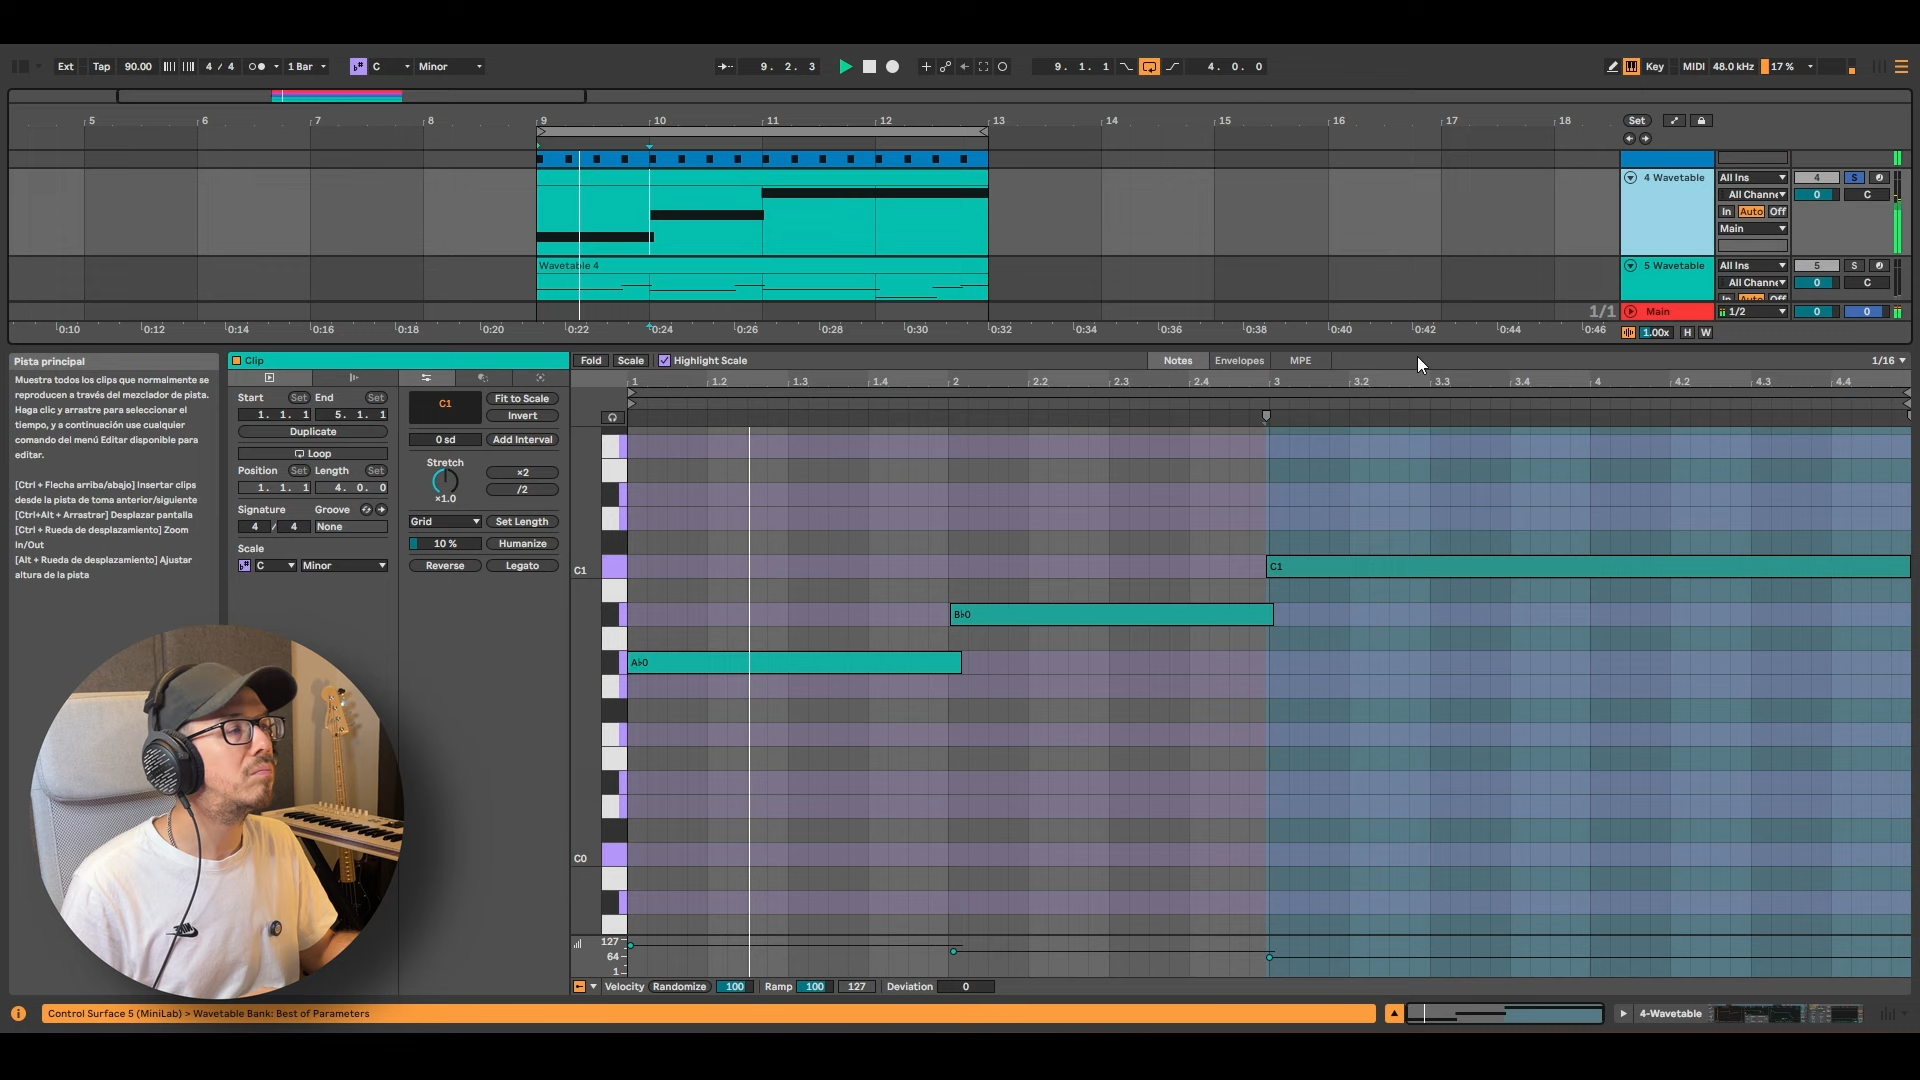 Ext Tap 90.00 4 / 4 1 Bar C Minor 9. 2. 3 9. 1. 1 4. 0. 0 Key MIDI 48.0 kHz 17 %
5 6 7 8 9 10 11 12 13 14 15 16 17 18 Set
4 Wavetable All Ins 4 S
All Channe 0 C
In Auto Off
Main
Wavetable 4 5 Wavetable All Ins 5 S
All Channe 0 C
1/1 Main 1/2 0 0
0:10 0:12 0:14 0:16 0:18 0:20 0:22 0:24 0:26 0:28 0:30 0:32 0:34 0:36 0:38 0:40 0:42 0:44 0:46 1.00x H W
Pista principal
Muestra todos los clips que normalmente se
reproducen a través del mezclador de pista.
Haga clic y arrastre para seleccionar el
tiempo, y a continuación use cualquier
comando del menú Editar disponible para
editar.
[Ctrl + Flecha arriba/abajo] Insertar clips
desde la pista de toma anterior/siguiente
[Ctrl+Alt + Arrastrar] Desplazar pantalla
[Ctrl + Rueda de desplazamiento] Zoom
In/Out
[Alt + Rueda de desplazamiento] Ajustar
altura de la pista
Clip
Start Set End Set
1. 1. 1 5. 1. 1
Duplicate
Loop
Position Set Length Set
1. 1. 1 4. 0. 0
Signature Groove
4 / 4 None
Scale
C Minor
C1 Fit to Scale
Invert
0 sd Add Interval
Stretch
×2
×1.0 /2
Grid Set Length
10 % Humanize
Reverse Legato
Fold Scale Highlight Scale Notes Envelopes MPE 1/16
1 1.2 1.3 1.4 2 2.2 2.3 2.4 3 3.2 3.3 3.4 4 4.2 4.3 4.4
C1 C1
B♭0
A♭0
C0
127
64
1
Velocity Randomize 100 Ramp 100 127 Deviation 0
Control Surface 5 (MiniLab) > Wavetable Bank: Best of Parameters
4-Wavetable